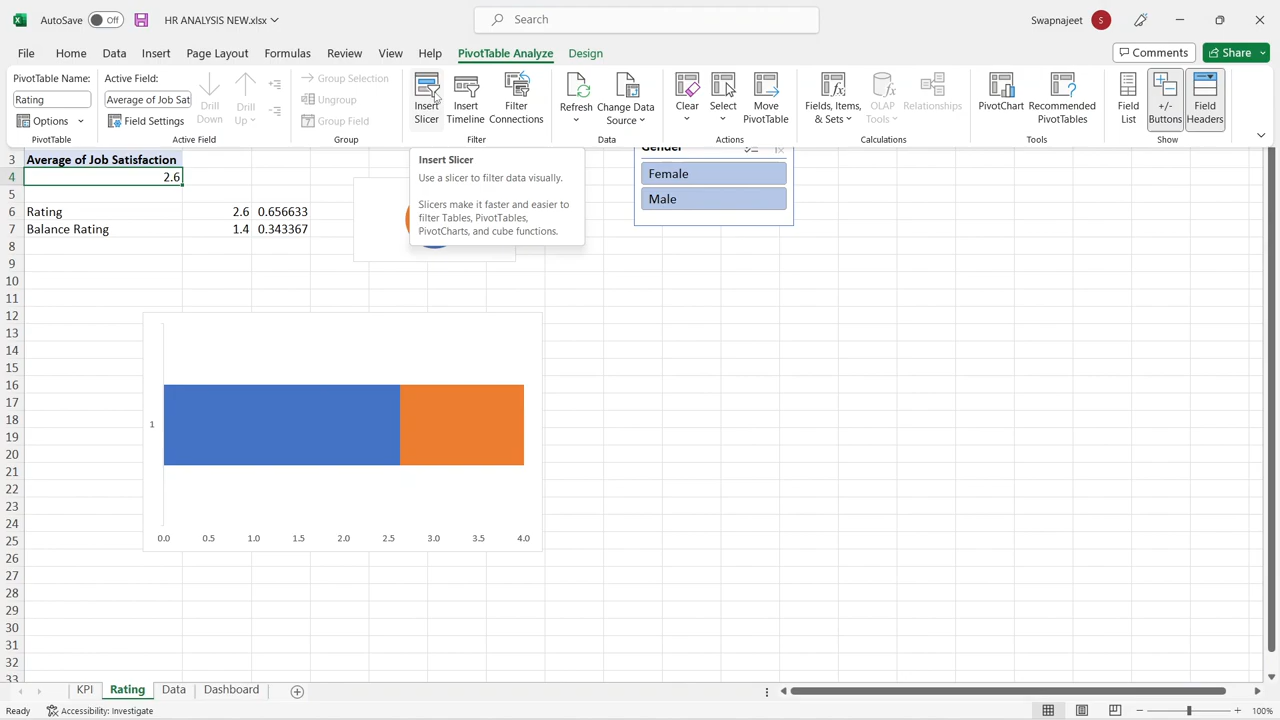 AutoSave Off HR ANALYSIS NEW.xlsx Search Swapnajeet S
File Home Data Insert Page Layout Formulas Review View Help PivotTable Analyze Design Comments Share
PivotTable Name: Active Field: Group Selection
Rating Average of Job Sat Drill Down Drill Up Ungroup Insert Slicer Insert Timeline Filter Connections Refresh Change Data Source Clear Select Move PivotTable Fields, Items, & Sets OLAP Tools Relationships PivotChart Recommended PivotTables Field List +/- Buttons Field Headers
Options Field Settings Group Field
PivotTable Active Field Group Filter Data Actions Calculations Tools Show
3 Average of Job Satisfaction Insert Slicer Gender
4 2.6 Use a slicer to filter data visually. Female
5 Slicers make it faster and easier to Male
6 Rating 2.6 0.656633 filter Tables, PivotTables,
7 Balance Rating 1.4 0.343367 PivotCharts, and cube functions.
8
9
10
11
12
13
14
15
16
17
18 1
19
20
21
22
23
24
25 0.0 0.5 1.0 1.5 2.0 2.5 3.0 3.5 4.0
26
27
28
29
30
31
32
33
KPI Rating Data Dashboard
Ready Accessibility: Investigate 100%